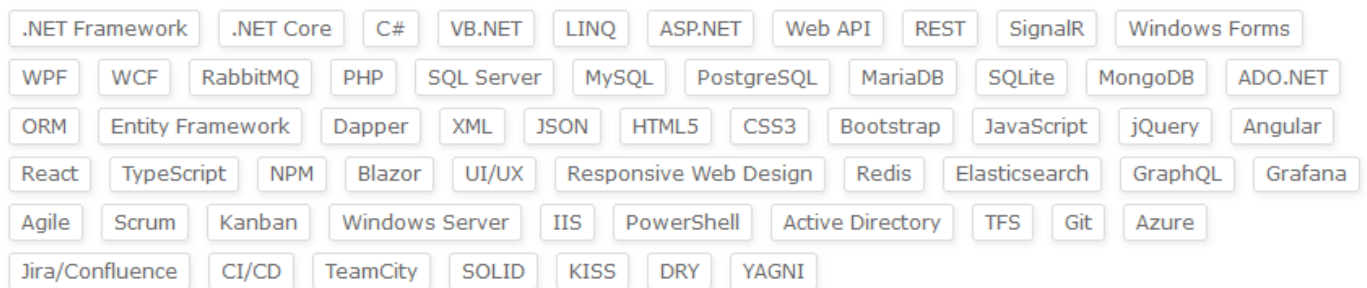 .NET Framework .NET Core C# VB.NET LINQ ASP.NET Web API REST SignalR Windows Forms
WPF WCF RabbitMQ PHP SQL Server MySQL PostgreSQL MariaDB SQLite MongoDB ADO.NET
ORM Entity Framework Dapper XML JSON HTML5 CSS3 Bootstrap JavaScript jQuery Angular
React TypeScript NPM Blazor UI/UX Responsive Web Design Redis Elasticsearch GraphQL Grafana
Agile Scrum Kanban Windows Server IIS PowerShell Active Directory TFS Git Azure
Jira/Confluence CI/CD TeamCity SOLID KISS DRY YAGNI